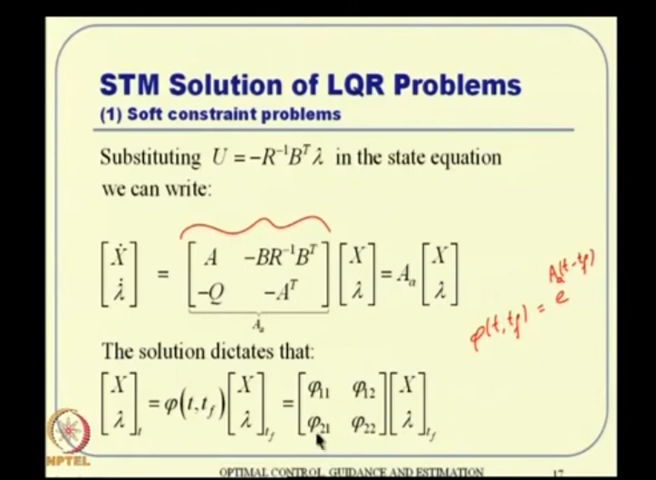 STM Solution of LQR Problems
(1) Soft constraint problems
Substituting U = −R⁻¹Bᵀλ in the state equation
we can write:
[Ẋ λ̇] = [A −BR⁻¹Bᵀ −Q −Aᵀ] [X λ] = Aₐ [X λ]
Aₐ
φ(t, t_f) = e^{Aₐ(t−t_f)}
The solution dictates that:
[X λ]_t = φ(t, t_f) [X λ]_{t_f} = [φ₁₁ φ₁₂ φ₂₁ φ₂₂] [X λ]_{t_f}
NPTEL
OPTIMAL CONTROL, GUIDANCE AND ESTIMATION
17